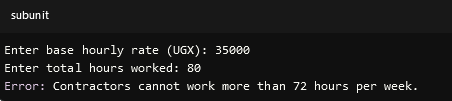 subunit
Enter base hourly rate (UGX): 35000
Enter total hours worked: 80
Error: Contractors cannot work more than 72 hours per week.